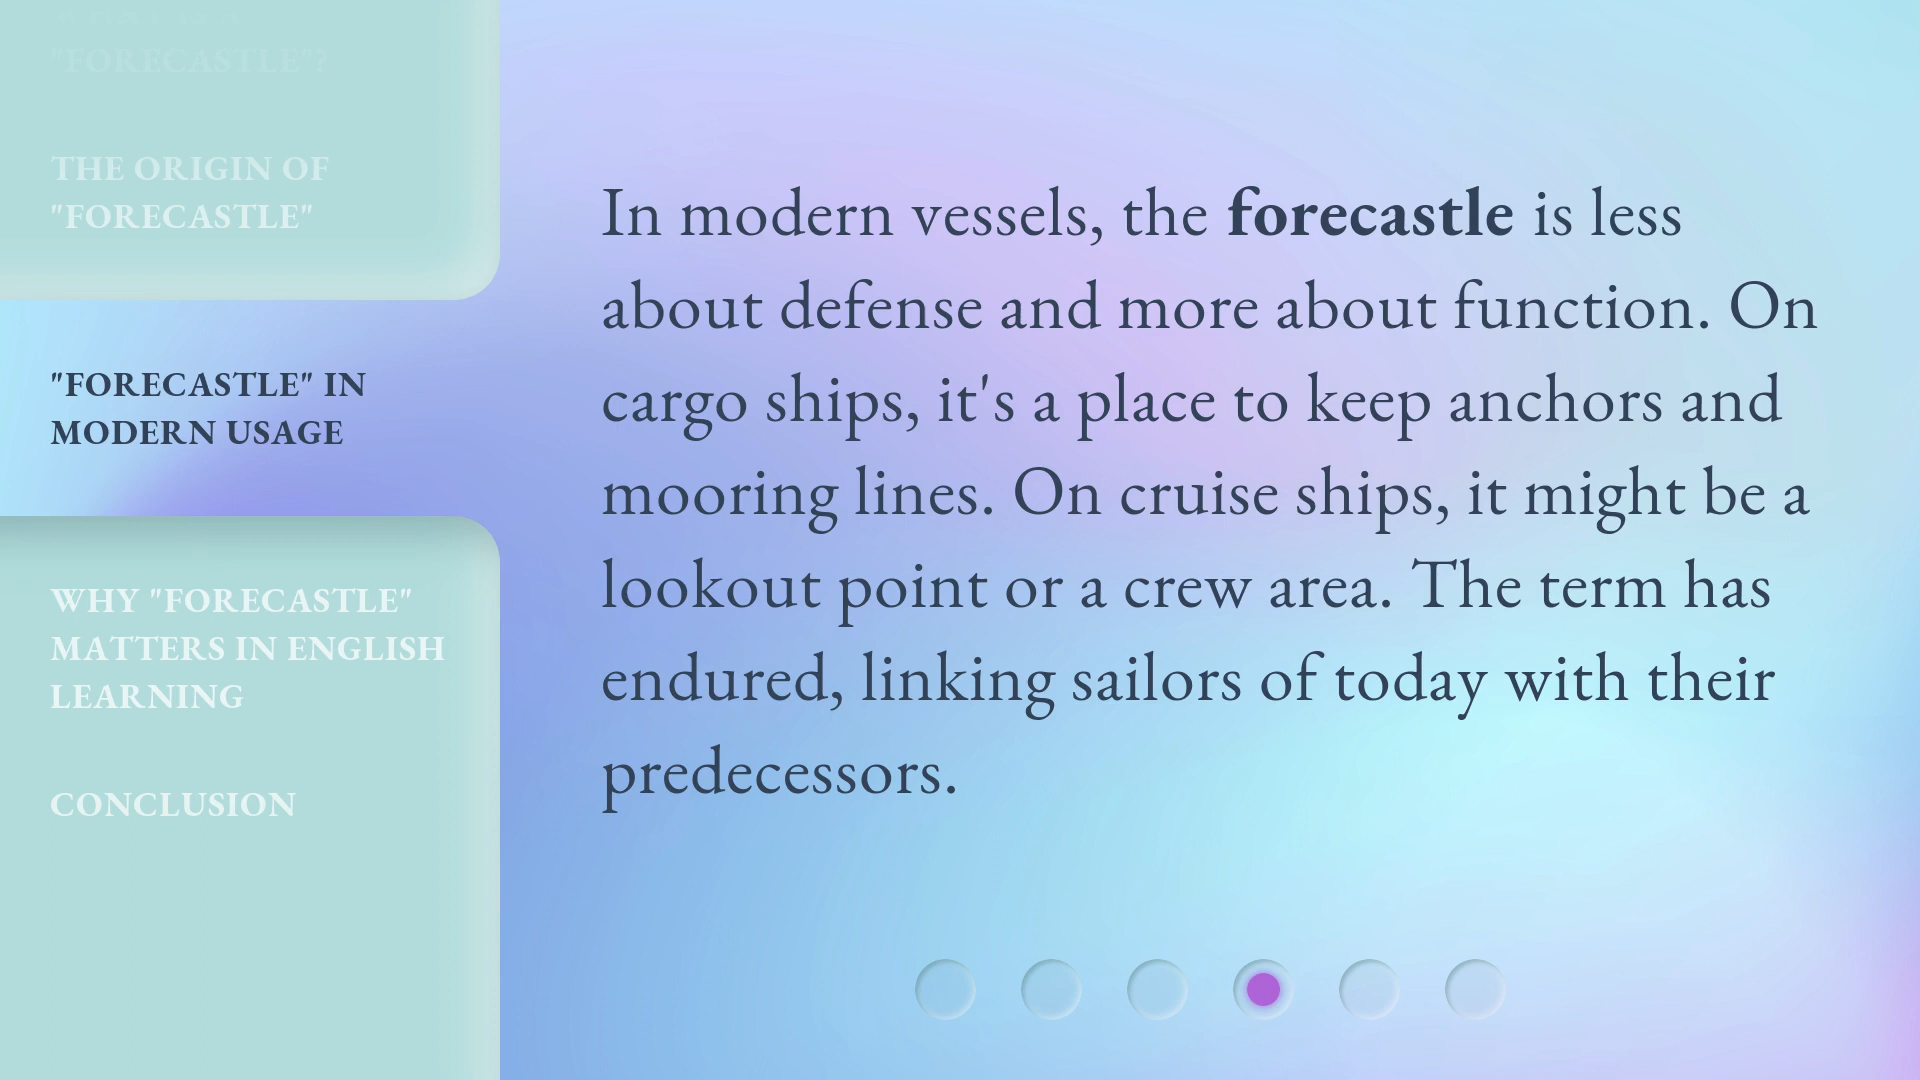 "FORECASTLE"?
THE ORIGIN OF
"FORECASTLE"
"FORECASTLE" IN
MODERN USAGE
WHY "FORECASTLE"
MATTERS IN ENGLISH
LEARNING
CONCLUSION
In modern vessels, the forecastle is less
about defense and more about function. On
cargo ships, it's a place to keep anchors and
mooring lines. On cruise ships, it might be a
lookout point or a crew area. The term has
endured, linking sailors of today with their
predecessors.